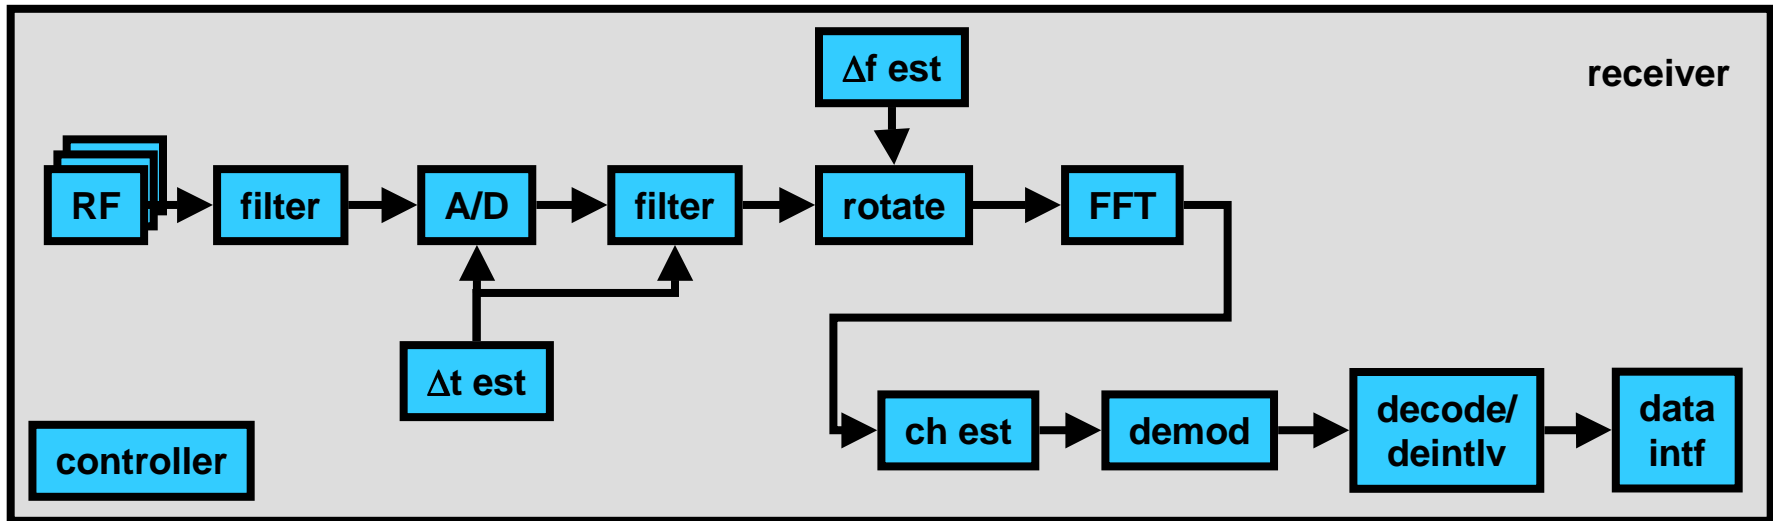 Δf est
receiver
RF
filter
A/D
filter
rotate
FFT
Δt est
ch est
demod
decode/
deintlv
data
intf
controller